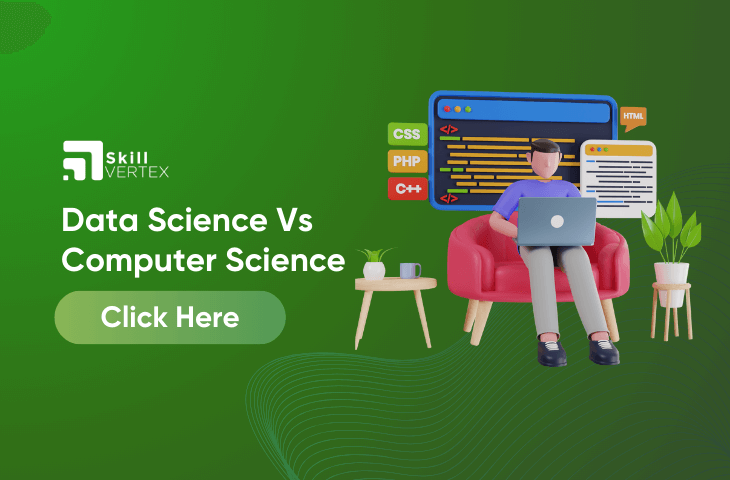 Skill
VERTEX
Data Science Vs
Computer Science
Click Here
CSS
PHP
C++
</>
</>
HTML